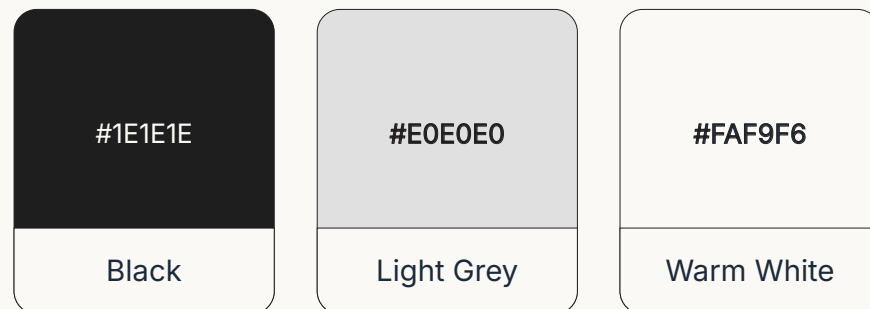 #1E1E1E
#E0E0E0
#FAF9F6
Black
Light Grey
Warm White